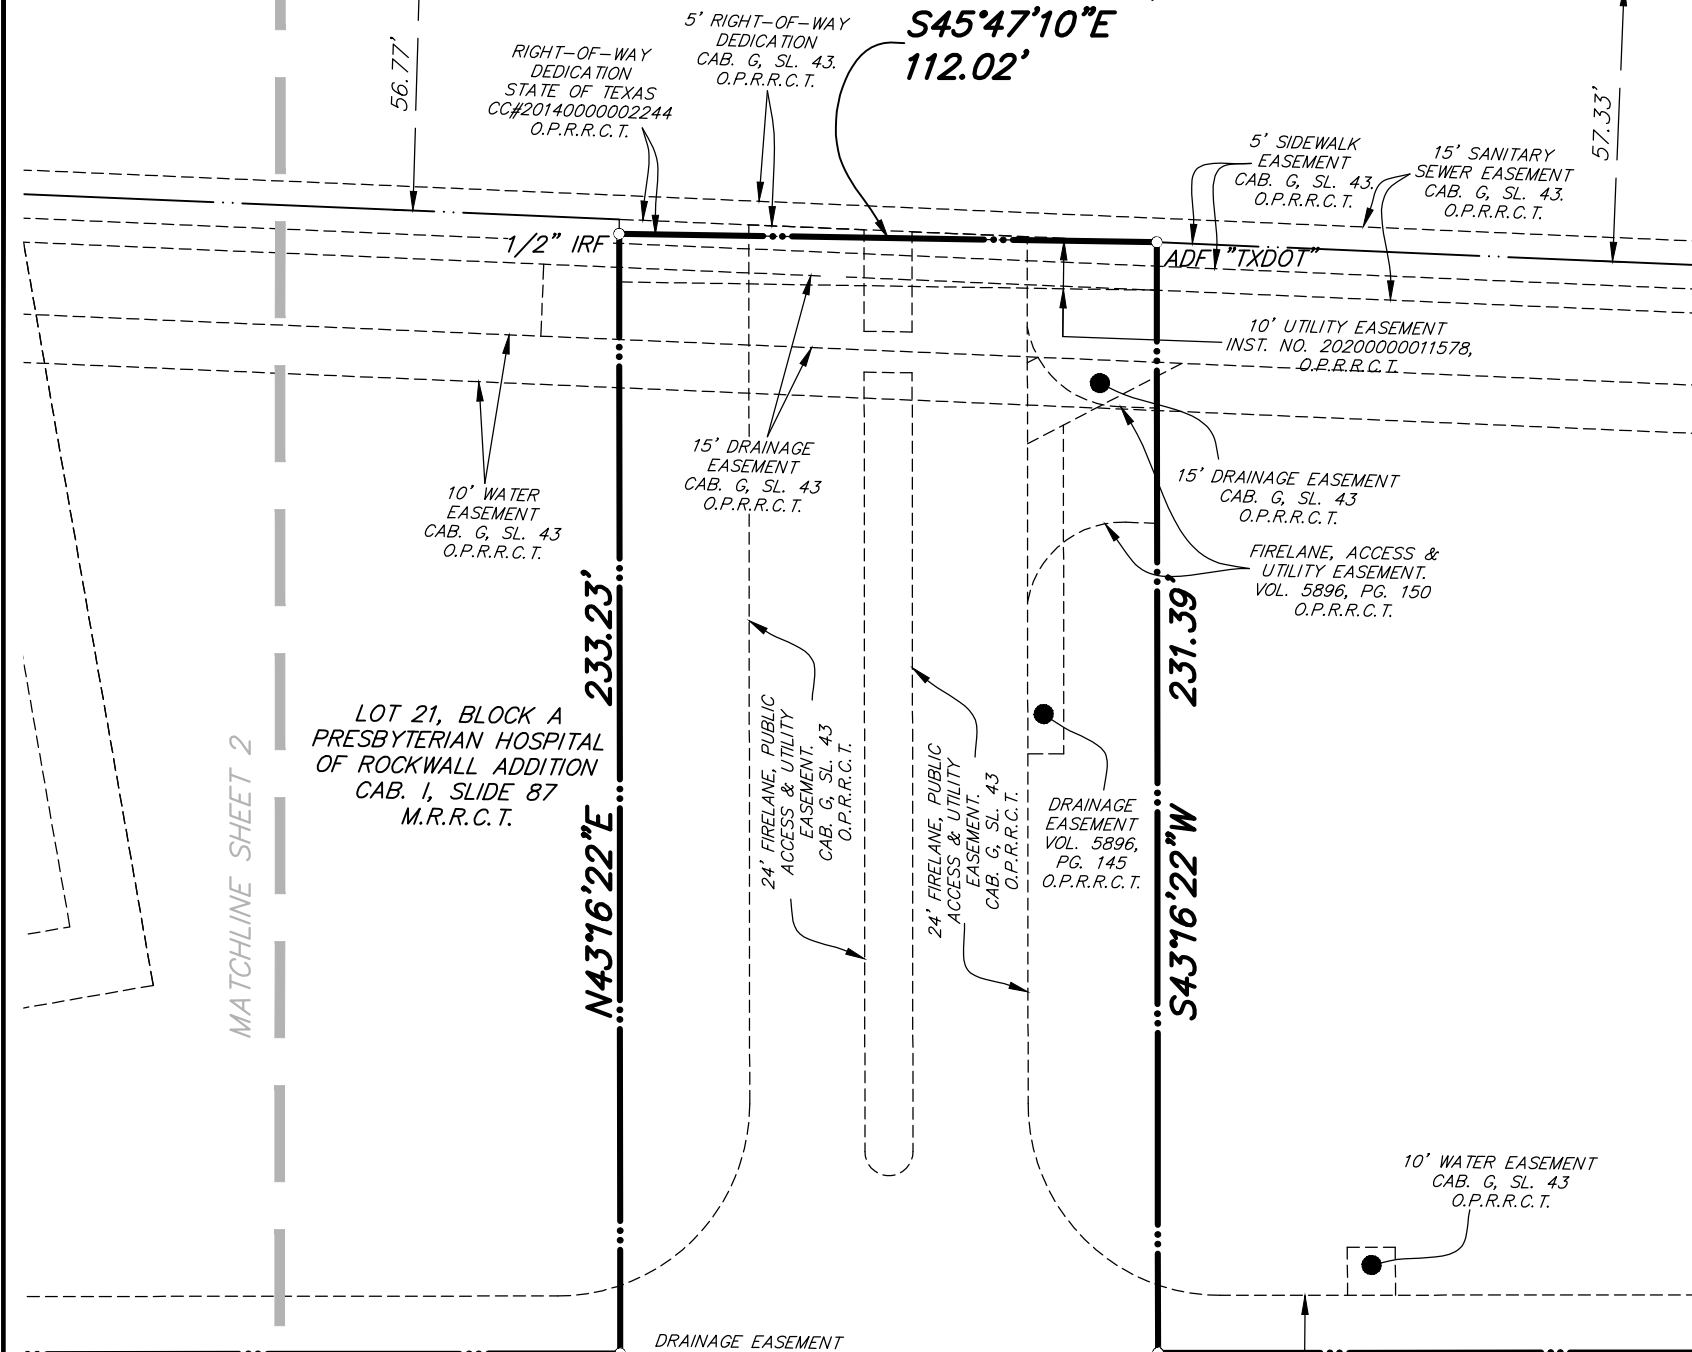 S45°47'10"E
112.02'
56.77'
57.33'
RIGHT-OF-WAY
DEDICATION
STATE OF TEXAS
CC#20140000002244
O.P.R.R.C.T.
5' RIGHT-OF-WAY
DEDICATION
CAB. G, SL. 43.
O.P.R.R.C.T.
5' SIDEWALK
EASEMENT
CAB. G, SL. 43.
O.P.R.R.C.T.
15' SANITARY
SEWER EASEMENT
CAB. G, SL. 43.
O.P.R.R.C.T.
1/2" IRF
ADF "TXDOT"
10' UTILITY EASEMENT
INST. NO. 20200000011578,
O.P.R.R.C.T.
15' DRAINAGE
EASEMENT
CAB. G, SL. 43
O.P.R.R.C.T.
10' WATER
EASEMENT
CAB. G, SL. 43
O.P.R.R.C.T.
15' DRAINAGE EASEMENT
CAB. G, SL. 43
O.P.R.R.C.T.
FIRELANE, ACCESS &
UTILITY EASEMENT.
VOL. 5896, PG. 150
O.P.R.R.C.T.
N43°16'22"E 233.23'
S43°16'22"W 231.39'
LOT 21, BLOCK A
PRESBYTERIAN HOSPITAL
OF ROCKWALL ADDITION
CAB. I, SLIDE 87
M.R.R.C.T.
MATCHLINE SHEET 2
24' FIRELANE, PUBLIC
ACCESS & UTILITY
EASEMENT.
CAB. G, SL. 43
O.P.R.R.C.T.
24' FIRELANE, PUBLIC
ACCESS & UTILITY
EASEMENT.
CAB. G, SL. 43
O.P.R.R.C.T.
DRAINAGE
EASEMENT
VOL. 5896,
PG. 145
O.P.R.R.C.T.
10' WATER EASEMENT
CAB. G, SL. 43
O.P.R.R.C.T.
DRAINAGE EASEMENT